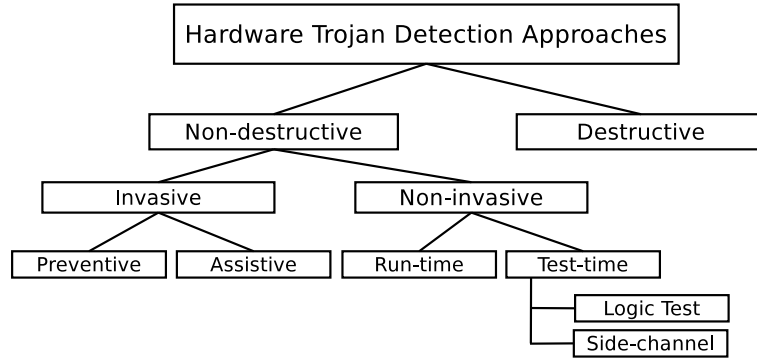 Hardware Trojan Detection Approaches
Non-destructive
Destructive
Invasive
Non-invasive
Preventive
Assistive
Run-time
Test-time
Logic Test
Side-channel